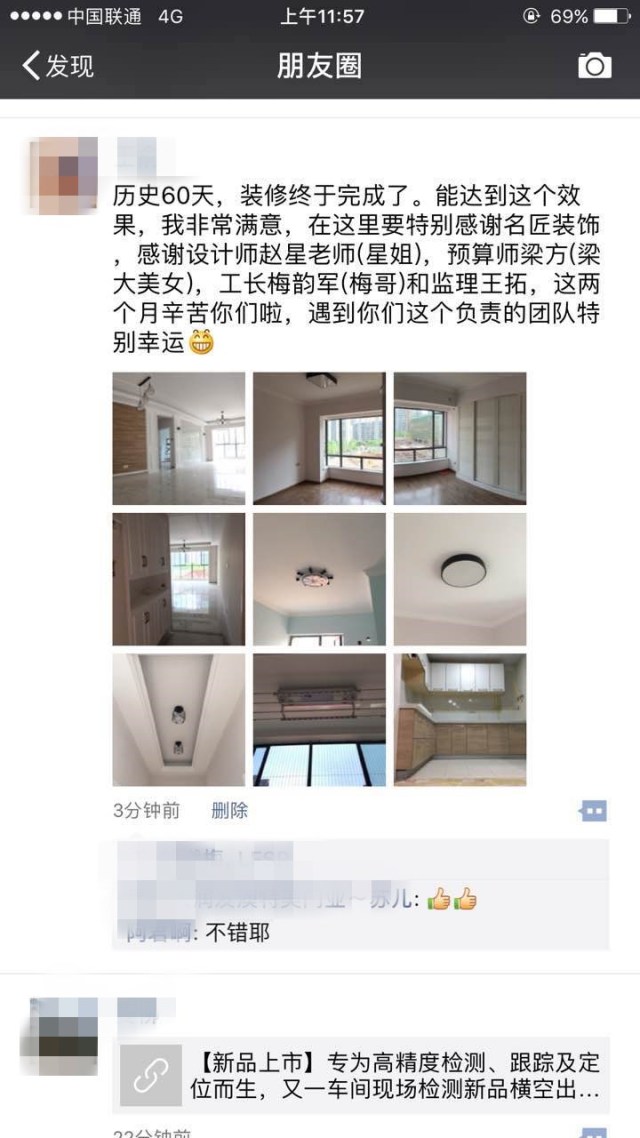 中国联通 4G 上午11:57 69%
发现 朋友圈
历史60天，装修终于完成了。能达到这个效
果，我非常满意，在这里要特别感谢名匠装饰
，感谢设计师赵星老师(星姐)，预算师梁方(梁
大美女)，工长梅韵军(梅哥)和监理王拓，这两
个月辛苦你们啦，遇到你们这个负责的团队特
别幸运😁
3分钟前 删除
苏儿: 👍👍
阿君啊: 不错耶
【新品上市】专为高精度检测、跟踪及定
位而生，又一车间现场检测新品横空出...
22分钟前